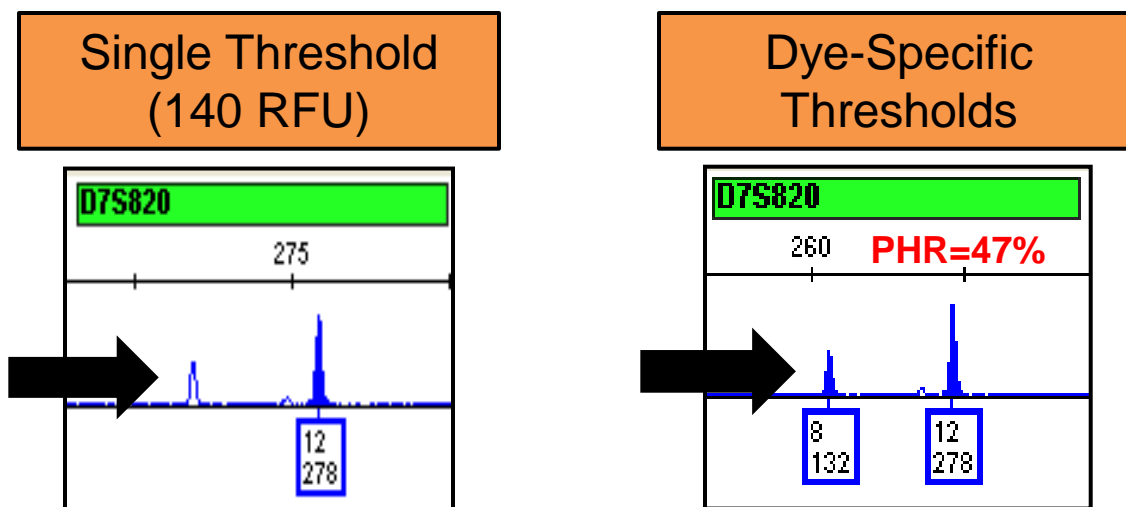 Single Threshold
(140 RFU)
D7S820
275
12
278
Dye-Specific
Thresholds
D7S820
260 PHR=47%
8
132
12
278